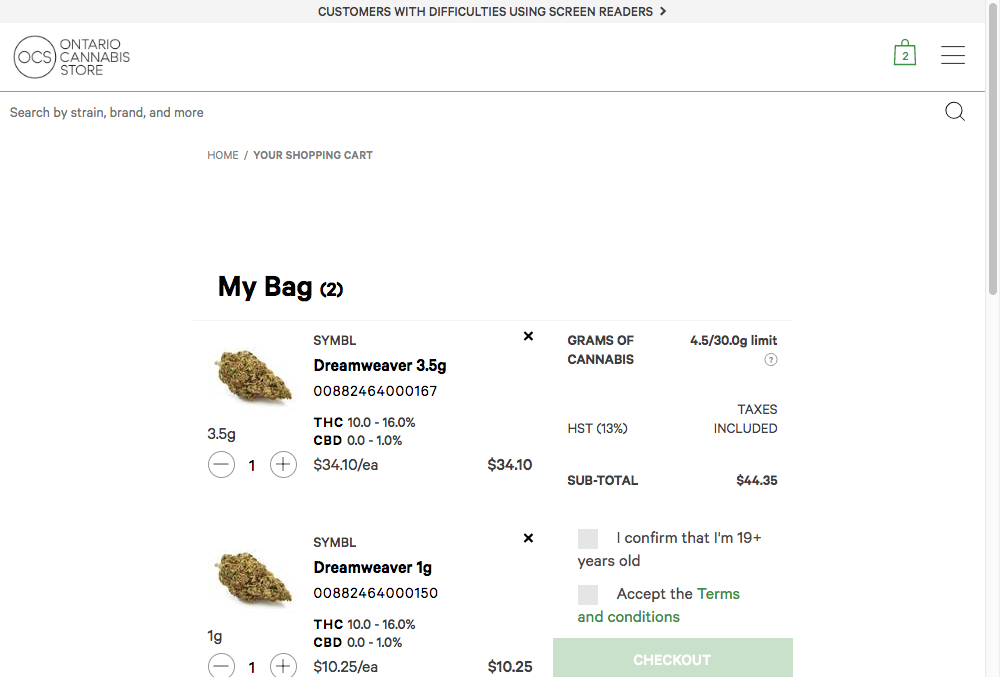 CUSTOMERS WITH DIFFICULTIES USING SCREEN READERS
OCS
ONTARIO
CANNABIS
STORE
2
Search by strain, brand, and more
HOME / YOUR SHOPPING CART
My Bag (2)
SYMBL
Dreamweaver 3.5g
00882464000167
THC 10.0 - 16.0%
CBD 0.0 - 1.0%
3.5g
1
$34.10/ea
$34.10
SYMBL
Dreamweaver 1g
00882464000150
THC 10.0 - 16.0%
CBD 0.0 - 1.0%
1g
1
$10.25/ea
$10.25
GRAMS OF
CANNABIS
4.5/30.0g limit
?
HST (13%)
TAXES
INCLUDED
SUB-TOTAL
$44.35
I confirm that I'm 19+
years old
Accept the Terms
and conditions
CHECKOUT